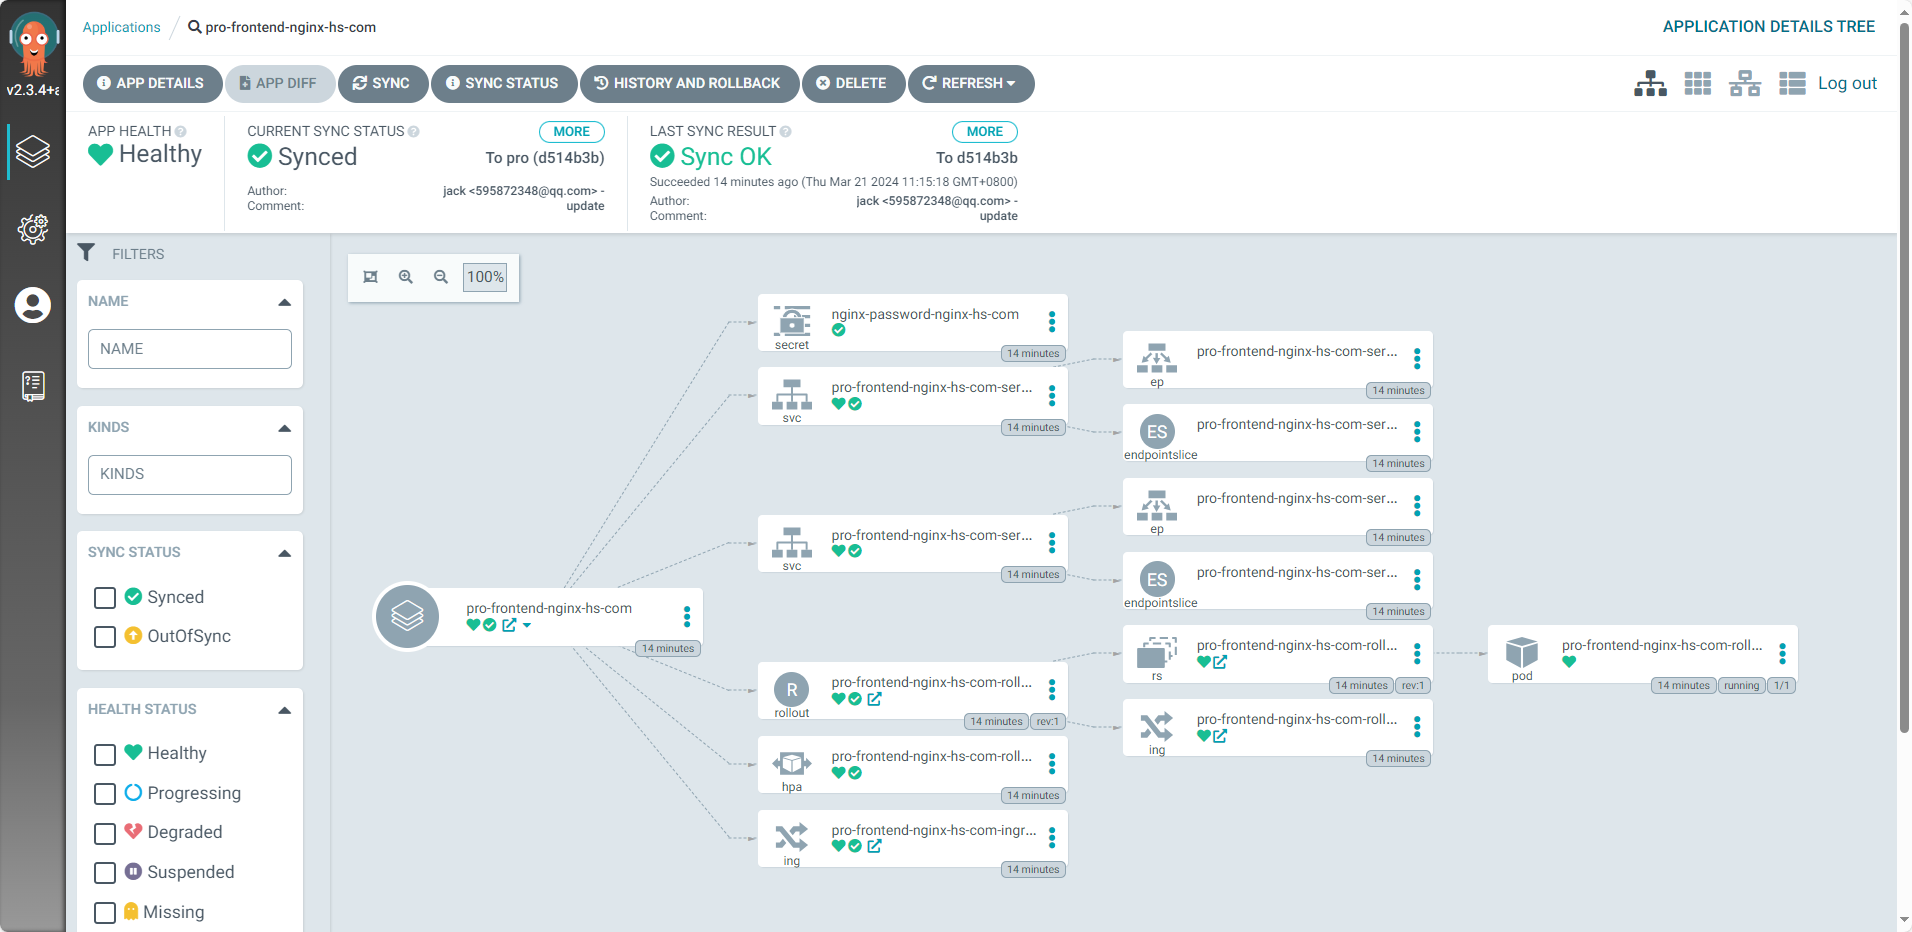 Applications
pro-frontend-nginx-hs-com
APPLICATION DETAILS TREE
v2.3.4+a
APP DETAILS
APP DIFF
SYNC
SYNC STATUS
HISTORY AND ROLLBACK
DELETE
REFRESH
Log out
APP HEALTH
Healthy
CURRENT SYNC STATUS
MORE
Synced
To pro (d514b3b)
Author:
jack <595872348@qq.com> -
Comment:
update
LAST SYNC RESULT
MORE
Sync OK
To d514b3b
Succeeded 14 minutes ago (Thu Mar 21 2024 11:15:18 GMT+0800)
Author:
jack <595872348@qq.com> -
Comment:
update
FILTERS
NAME
NAME
KINDS
KINDS
SYNC STATUS
Synced
OutOfSync
HEALTH STATUS
Healthy
Progressing
Degraded
Suspended
Missing
100%
pro-frontend-nginx-hs-com
14 minutes
nginx-password-nginx-hs-com
secret
14 minutes
pro-frontend-nginx-hs-com-ser...
svc
14 minutes
pro-frontend-nginx-hs-com-ser...
svc
14 minutes
R
pro-frontend-nginx-hs-com-roll...
rollout
14 minutes
rev:1
pro-frontend-nginx-hs-com-roll...
hpa
14 minutes
pro-frontend-nginx-hs-com-ingr...
ing
14 minutes
pro-frontend-nginx-hs-com-ser...
ep
14 minutes
ES
pro-frontend-nginx-hs-com-ser...
endpointslice
14 minutes
pro-frontend-nginx-hs-com-ser...
ep
14 minutes
ES
pro-frontend-nginx-hs-com-ser...
endpointslice
14 minutes
pro-frontend-nginx-hs-com-roll...
rs
14 minutes
rev:1
pro-frontend-nginx-hs-com-roll...
ing
14 minutes
pro-frontend-nginx-hs-com-roll...
pod
14 minutes
running
1/1